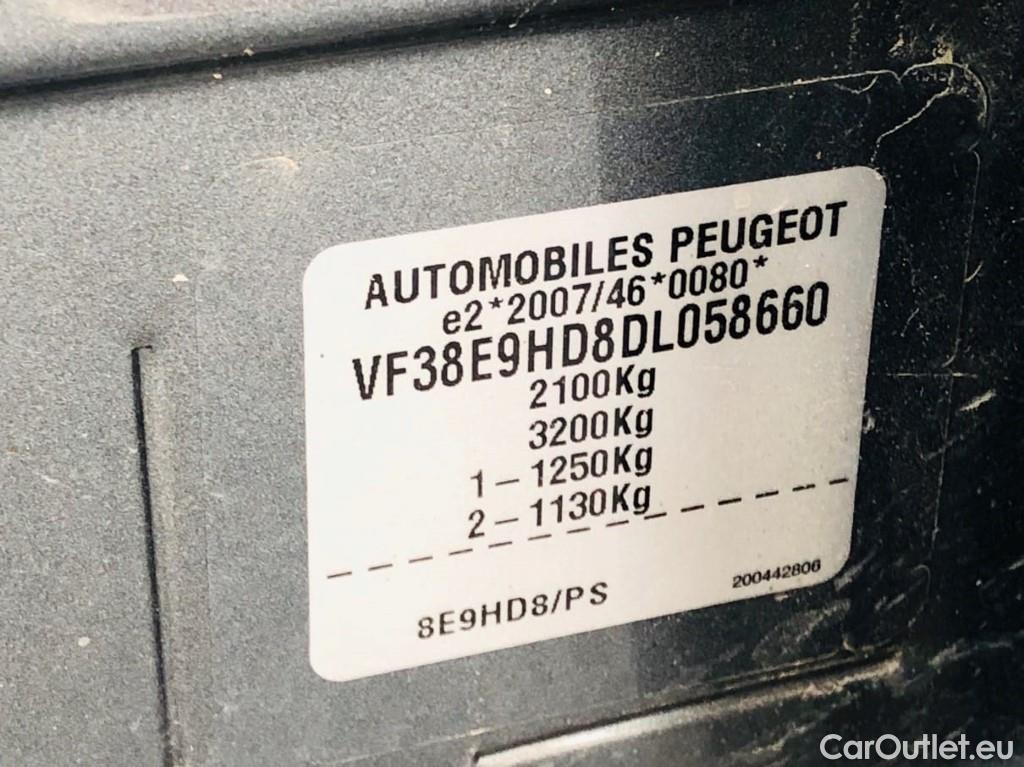 AUTOMOBILES PEUGEOT
e2*2007/46*0080*
VF38E9HD8DL058660
2100Kg
3200Kg
1-1250Kg
2-1130Kg
8E9HD8/PS
200442806
CarOutlet.eu